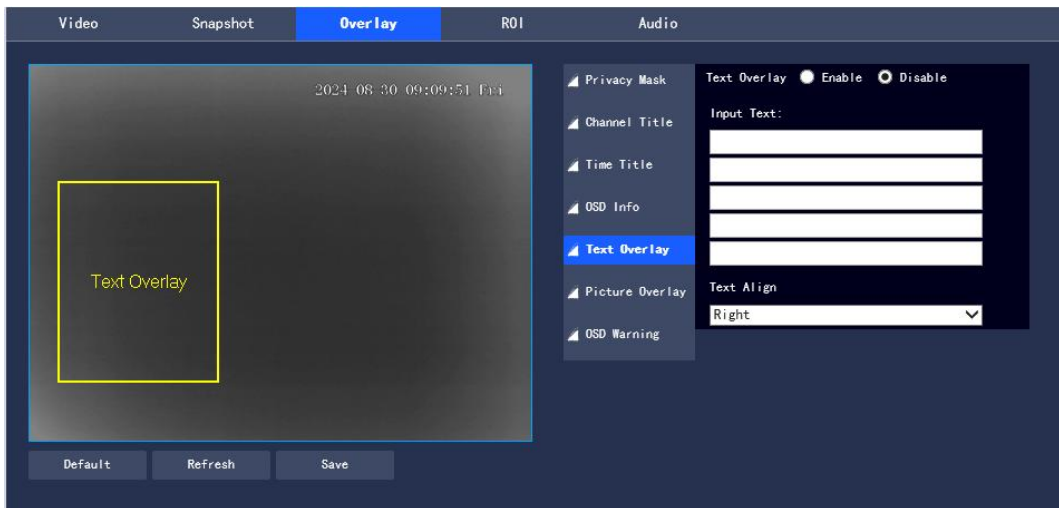 Video Snapshot Overlay ROI Audio
2024-08-30 09:09:51 Fri
Text Overlay
Default Refresh Save
Privacy Mask
Channel Title
Time Title
OSD Info
Text Overlay
Picture Overlay
OSD Warning
Text Overlay Enable Disable
Input Text:
Text Align
Right